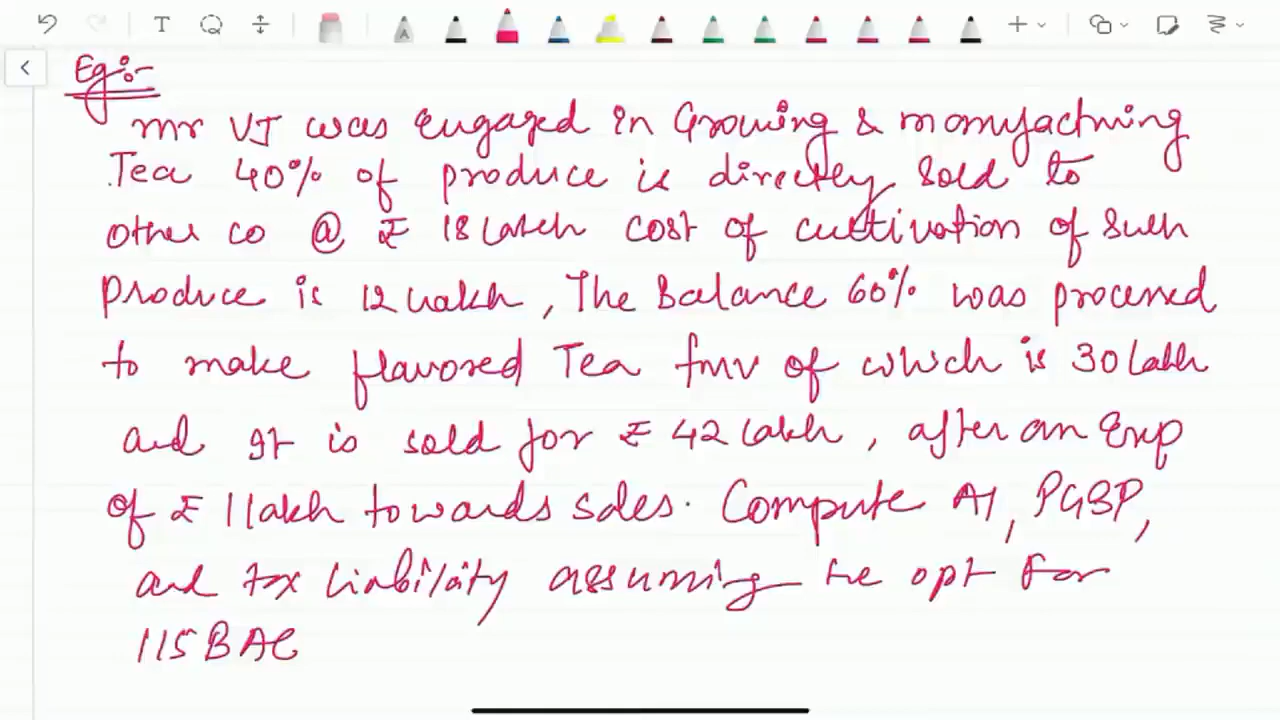 Eg:-
Mr VJ was engaged in Growing & manufacturing
Tea 40% of produce is directly sold to
other co @ ₹ 18 lakh cost of cultivation of such
produce is 12 lakh, The Balance 60% was processed
to make flavored Tea fmv of which is 30 lakh
and it is sold for ₹ 42 lakh, after an Exp
of ₹ 1 lakh towards sales. Compute AI, PGBP,
and tax liability assuming he opt for
115BAC